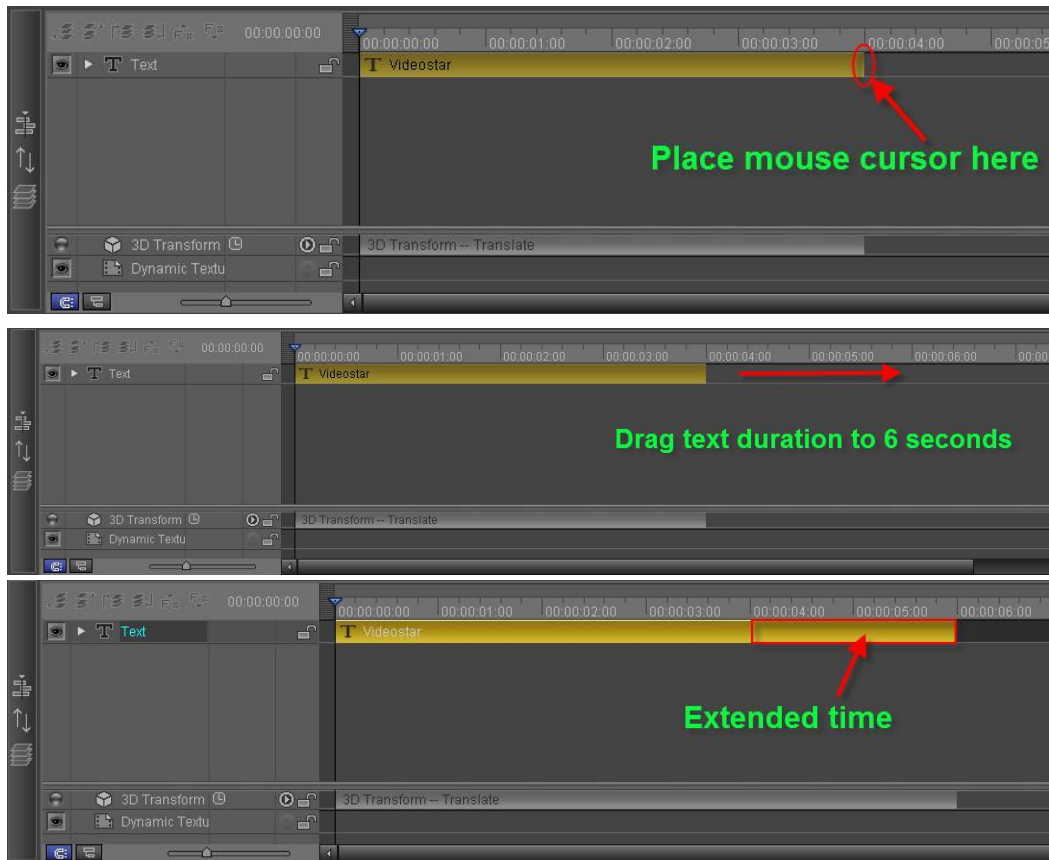 00:00:00:00
00:00:00:00 00:00:01:00 00:00:02:00 00:00:03:00 00:00:04:00 00:00:05
T Text T Videostar
Place mouse cursor here
3D Transform 3D Transform -- Translate
Dynamic Textu
00:00:00:00
00:00:00:00 00:00:01:00 00:00:02:00 00:00:03:00 00:00:04:00 00:00:05:00 00:00:06:00 00:00
T Text T Videostar
Drag text duration to 6 seconds
3D Transform 3D Transform -- Translate
Dynamic Textu
00:00:00:00
00:00:00:00 00:00:01:00 00:00:02:00 00:00:03:00 00:00:04:00 00:00:05:00 00:00:06:00
T Text T Videostar
Extended time
3D Transform 3D Transform -- Translate
Dynamic Textu